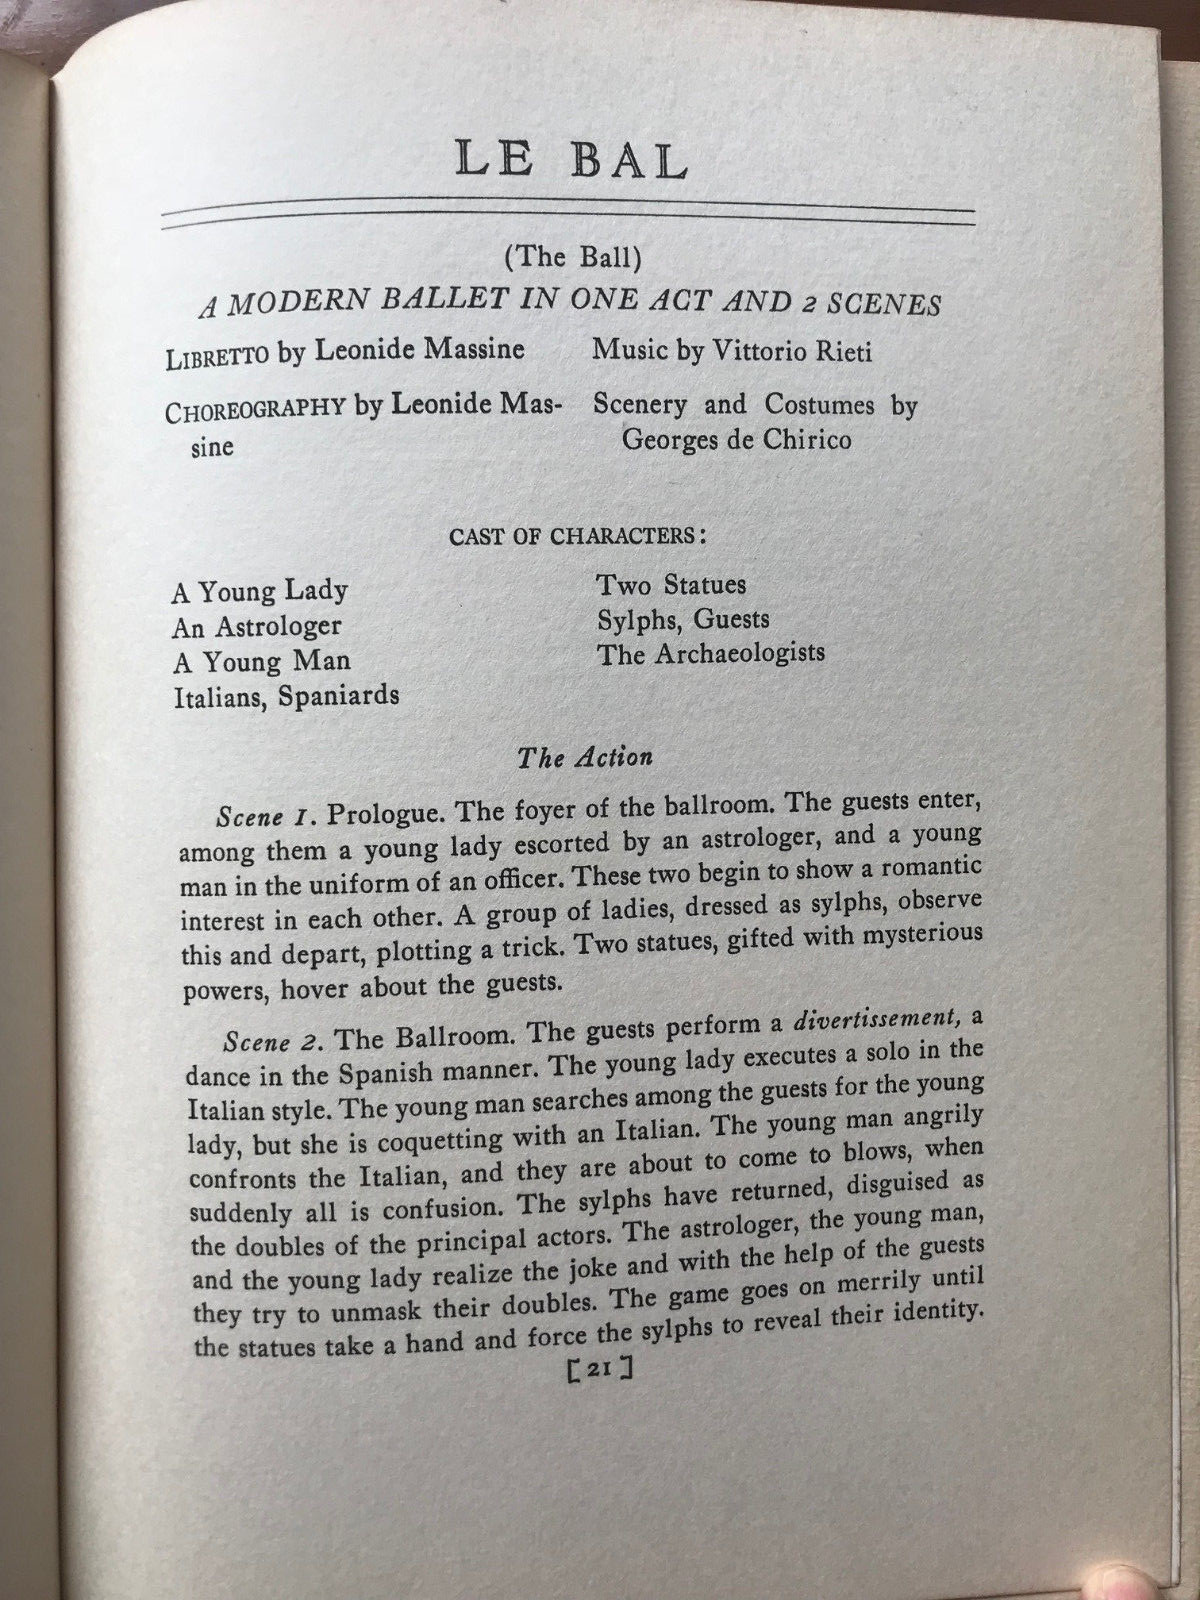 LE BAL
(The Ball)
A MODERN BALLET IN ONE ACT AND 2 SCENES
LIBRETTO by Leonide Massine
CHOREOGRAPHY by Leonide Mas-
sine
Music by Vittorio Rieti
Scenery and Costumes by
Georges de Chirico
CAST OF CHARACTERS:
A Young Lady
An Astrologer
A Young Man
Italians, Spaniards
Two Statues
Sylphs, Guests
The Archaeologists
The Action
Scene 1. Prologue. The foyer of the ballroom. The guests enter,
among them a young lady escorted by an astrologer, and a young
man in the uniform of an officer. These two begin to show a romantic
interest in each other. A group of ladies, dressed as sylphs, observe
this and depart, plotting a trick. Two statues, gifted with mysterious
powers, hover about the guests.
Scene 2. The Ballroom. The guests perform a divertissement, a
dance in the Spanish manner. The young lady executes a solo in the
Italian style. The young man searches among the guests for the young
lady, but she is coquetting with an Italian. The young man angrily
confronts the Italian, and they are about to come to blows, when
suddenly all is confusion. The sylphs have returned, disguised as
the doubles of the principal actors. The astrologer, the young man,
and the young lady realize the joke and with the help of the guests
they try to unmask their doubles. The game goes on merrily until
the statues take a hand and force the sylphs to reveal their identity.
[21]